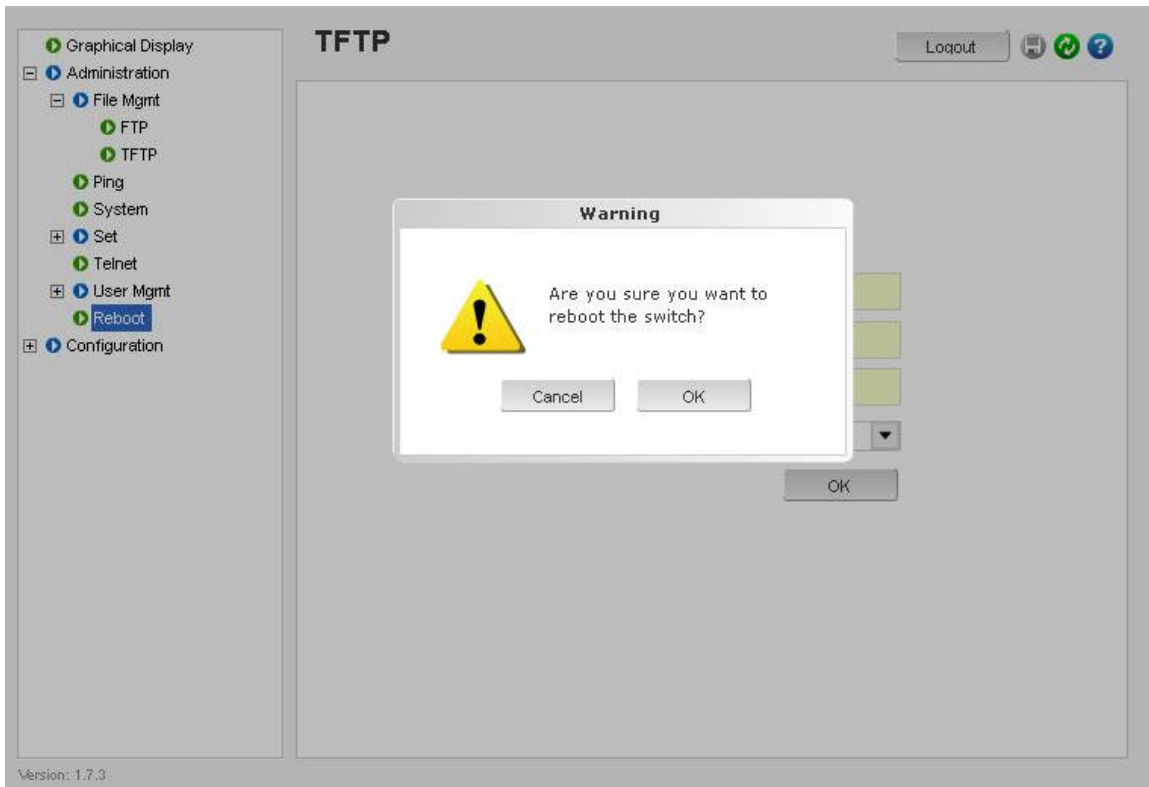 TFTP
Logout
Graphical Display
Administration
File Mgmt
FTP
TFTP
Ping
System
Set
Telnet
User Mgmt
Reboot
Configuration
Warning
Are you sure you want to
reboot the switch?
Cancel
OK
OK
Version: 1.7.3